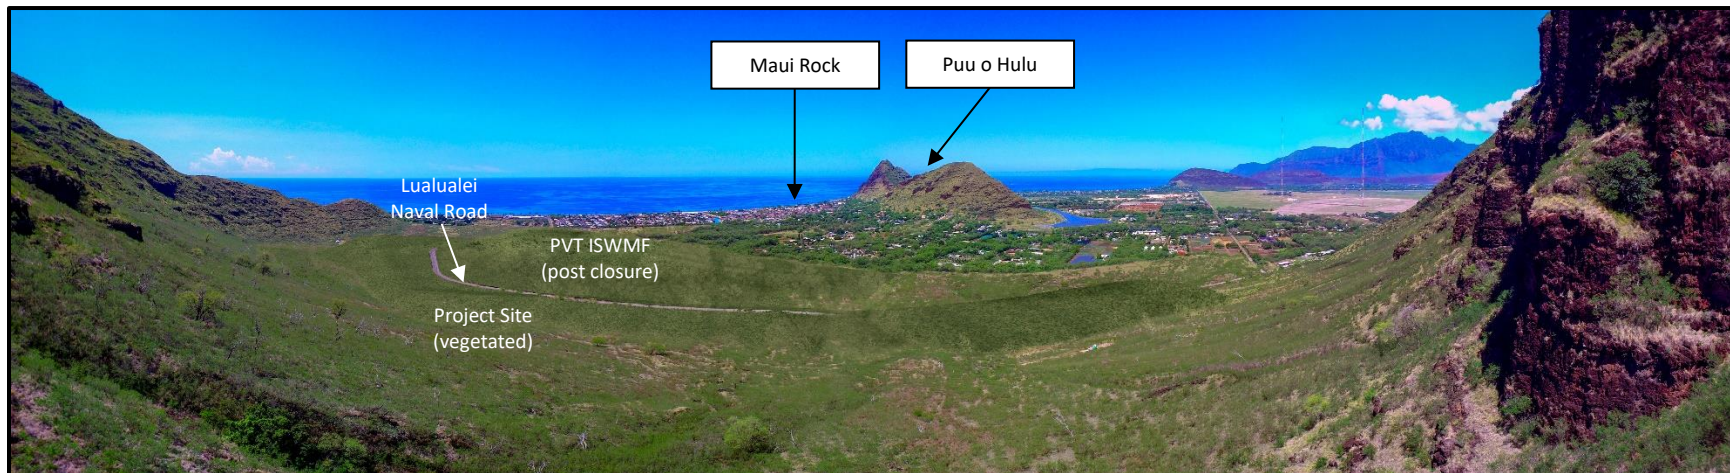 Maui Rock
Puu o Hulu
Lualualei
Naval Road
PVT ISWMF
(post closure)
Project Site
(vegetated)